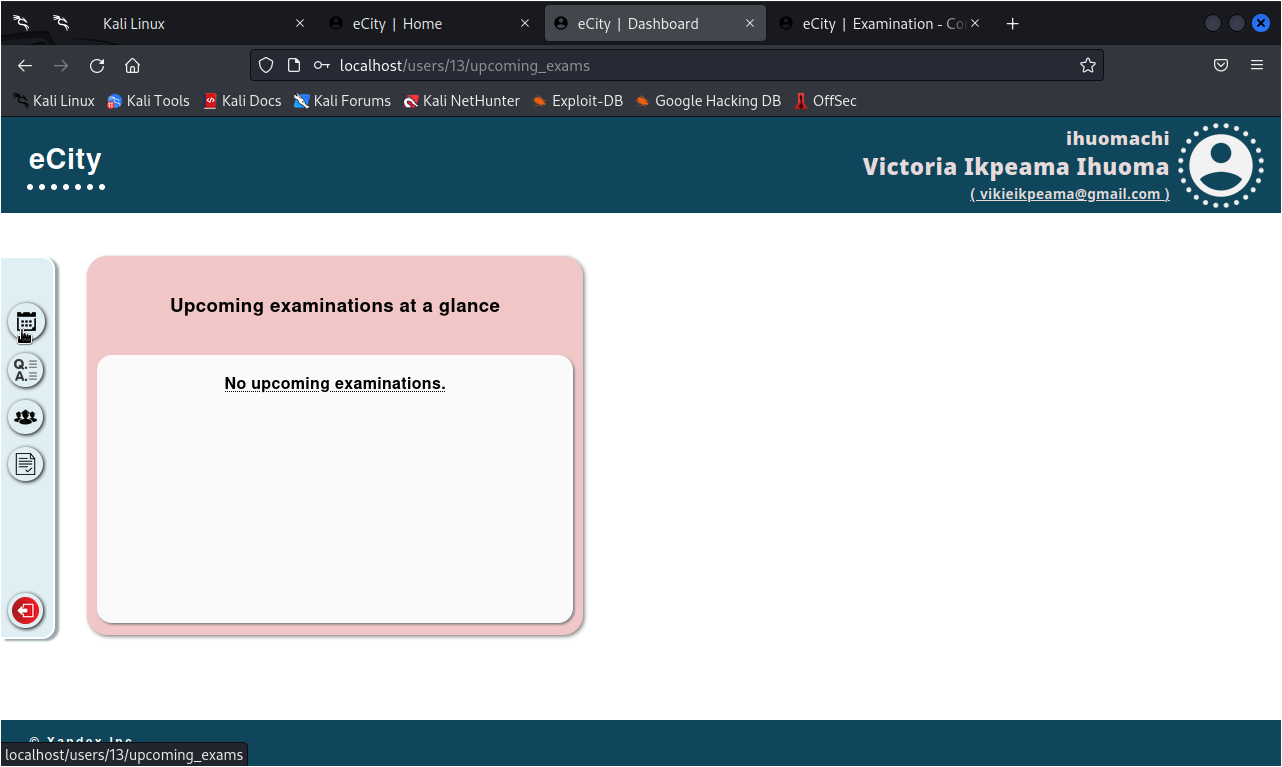 Kali Linux
eCity | Home
eCity | Dashboard
eCity | Examination - Co
localhost/users/13/upcoming_exams
Kali Linux
Kali Tools
Kali Docs
Kali Forums
Kali NetHunter
Exploit-DB
Google Hacking DB
OffSec
eCity
ihuomachi
Victoria Ikpeama Ihuoma
( vikieikpeama@gmail.com )
Upcoming examinations at a glance
No upcoming examinations.
Q.
A.
© Xandex Inc.
localhost/users/13/upcoming_exams